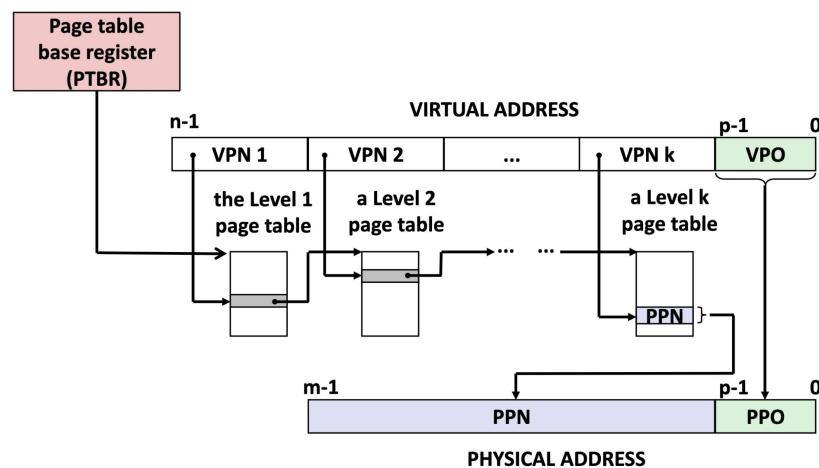 Page table
base register
(PTBR)
VIRTUAL ADDRESS
n-1
p-1
0
VPN 1
VPN 2
...
VPN k
VPO
the Level 1
page table
a Level 2
page table
a Level k
page table
... ...
PPN
m-1
p-1
0
PPN
PPO
PHYSICAL ADDRESS